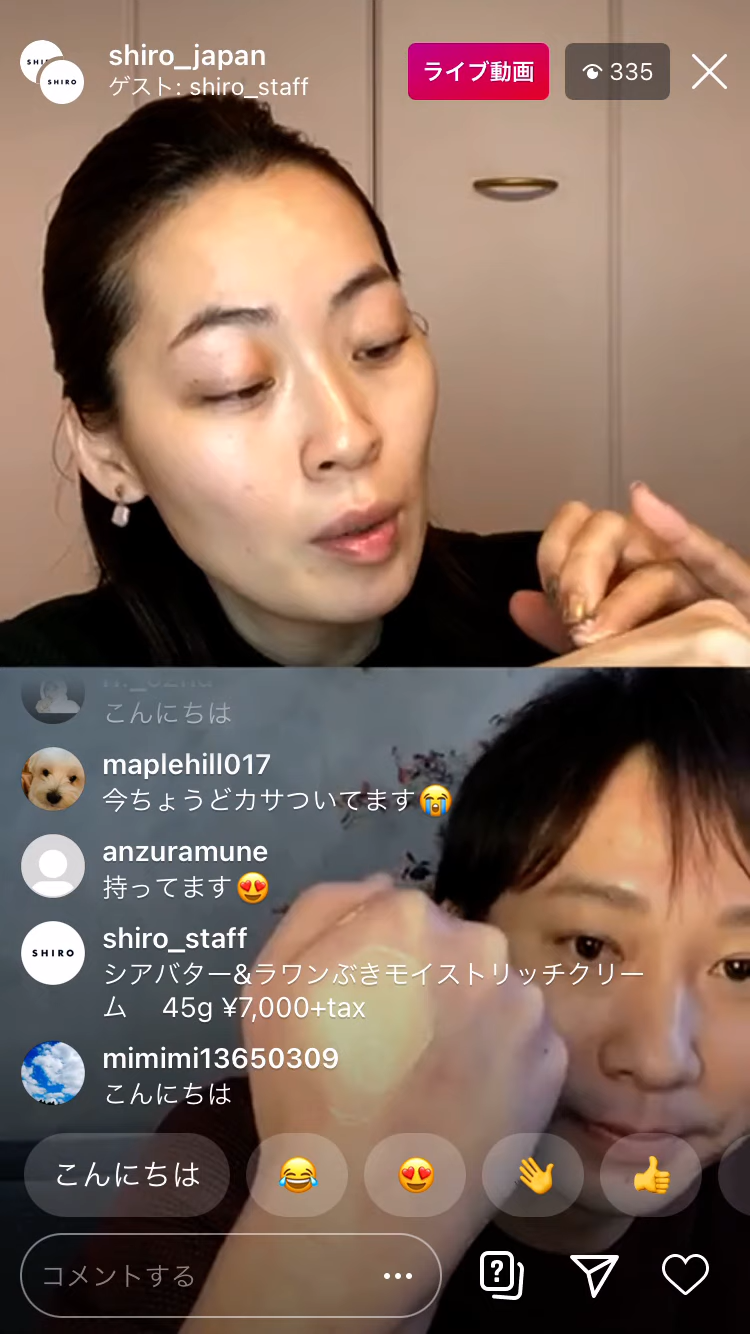 SHIRO
shiro_japan
ゲスト: shiro_staff
ライブ動画
335
こんにちは
maplehill017
今ちょうどカサついてます😭
anzuramune
持ってます😍
SHIRO
shiro_staff
シアバター&ラワンぶきモイストリッチクリー
ム　45g ¥7,000+tax
mimimi13650309
こんにちは
こんにちは 😂 😍 👋 👍
コメントする